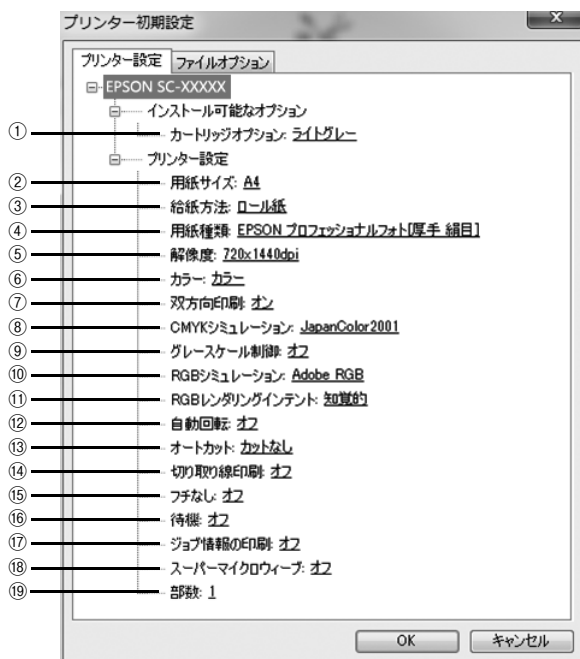 プリンター初期設定
プリンター設定 ファイルオプション
EPSON SC-XXXXX
インストール可能なオプション
① カートリッジオプション: ライトグレー
プリンター設定
② 用紙サイズ: A4
③ 給紙方法: ロール紙
④ 用紙種類: EPSON プロフェッショナルフォト[厚手 絹目]
⑤ 解像度: 720x1440dpi
⑥ カラー: カラー
⑦ 双方向印刷: オン
⑧ CMYKシミュレーション: JapanColor2001
⑨ グレースケール制御: オフ
⑩ RGBシミュレーション: Adobe RGB
⑪ RGBレンダリングインテント: 知覚的
⑫ 自動回転: オフ
⑬ オートカット: カットなし
⑭ 切り取り線印刷: オフ
⑮ フチなし: オフ
⑯ 待機: オフ
⑰ ジョブ情報の印刷: オフ
⑱ スーパーマイクロウィーブ: オフ
⑲ 部数: 1
OK キャンセル